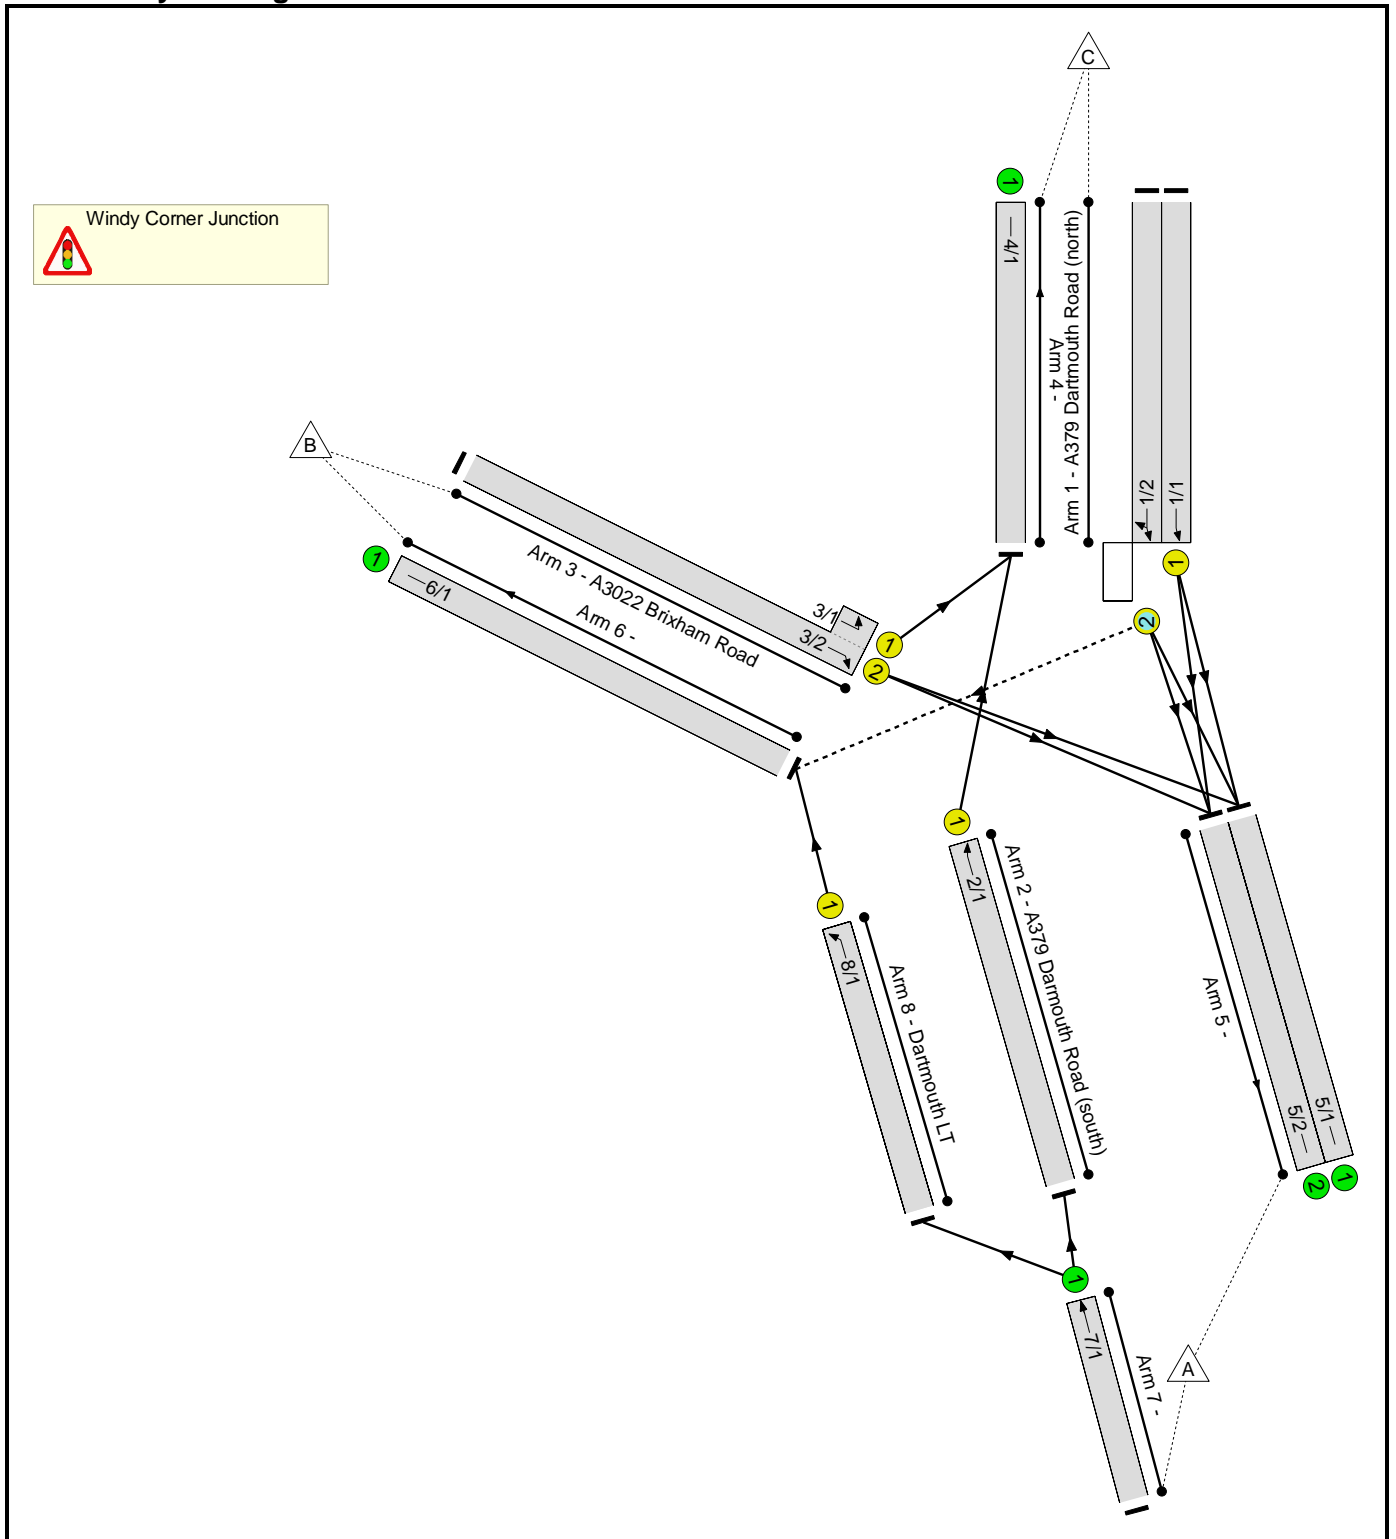 C
Windy Corner Junction
1
4/1
Arm 4 -
Arm 1 - A379 Dartmouth Road (north)
1/2
1/1
B
1
1
6/1
Arm 3 - A3022 Brixham Road
Arm 6 -
3/1
3/2
1
2
2
1
Arm 2 - A379 Darmouth Road (south)
2/1
1
8/1
Arm 8 - Dartmouth LT
Arm 5 -
5/2
5/1
2
1
1
7/1
Arm 7 -
A